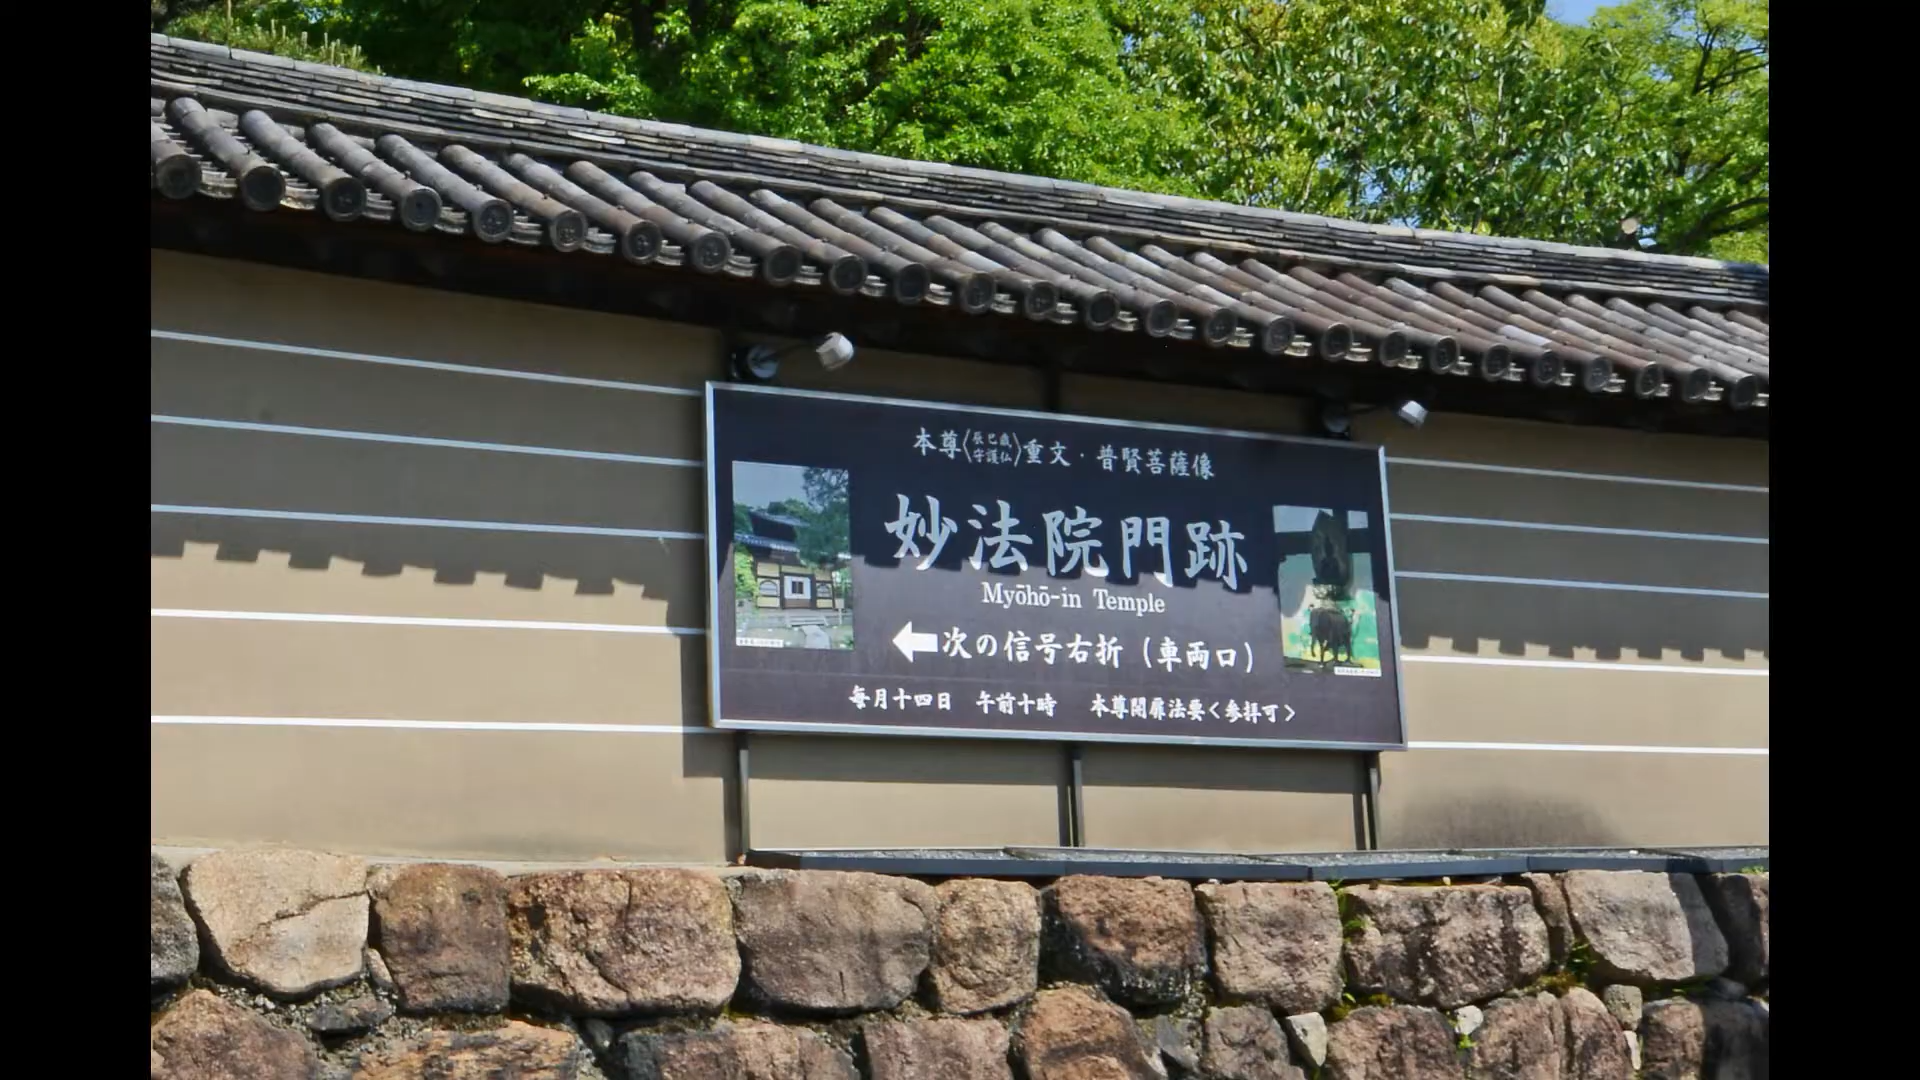 本尊〈辰巳歳守護仏〉重文・普賢菩薩像
妙法院門跡
Myōhō-in Temple
次の信号右折（車両口）
毎月十四日 午前十時 本尊開扉法要<参拝可>